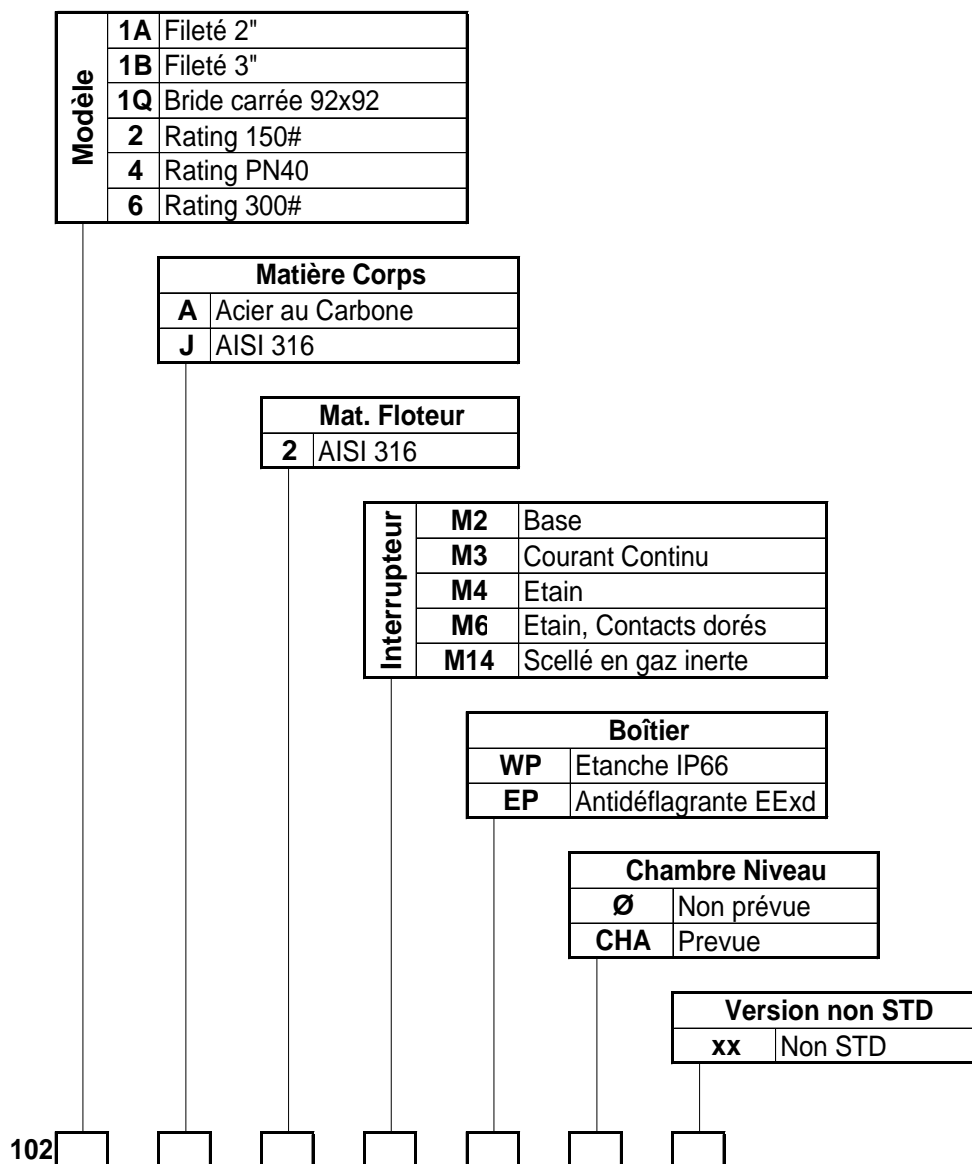 Modèle
1A Fileté 2"
1B Fileté 3"
1Q Bride carrée 92x92
2 Rating 150#
4 Rating PN40
6 Rating 300#
Matière Corps
A Acier au Carbone
J AISI 316
Mat. Floteur
2 AISI 316
Interrupteur
M2 Base
M3 Courant Continu
M4 Etain
M6 Etain, Contacts dorés
M14 Scellé en gaz inerte
Boîtier
WP Etanche IP66
EP Antidéflagrante EExd
Chambre Niveau
Ø Non prévue
CHA Prevue
Version non STD
xx Non STD
102